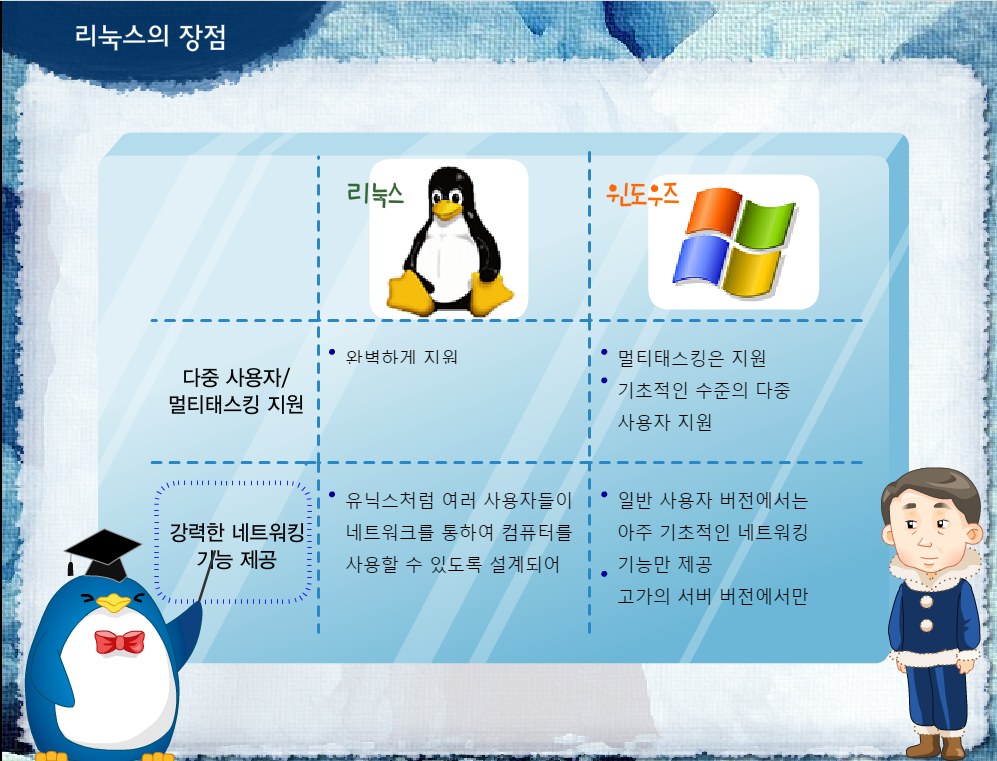 리눅스의 장점
리눅스
윈도우즈
다중 사용자/
멀티태스킹 지원
• 완벽하게 지원
• 멀티태스킹은 지원
• 기초적인 수준의 다중
사용자 지원
강력한 네트워킹
기능 제공
• 유닉스처럼 여러 사용자들이
네트워크를 통하여 컴퓨터를
사용할 수 있도록 설계되어
• 일반 사용자 버전에서는
아주 기초적인 네트워킹
기능만 제공
• 고가의 서버 버전에서만